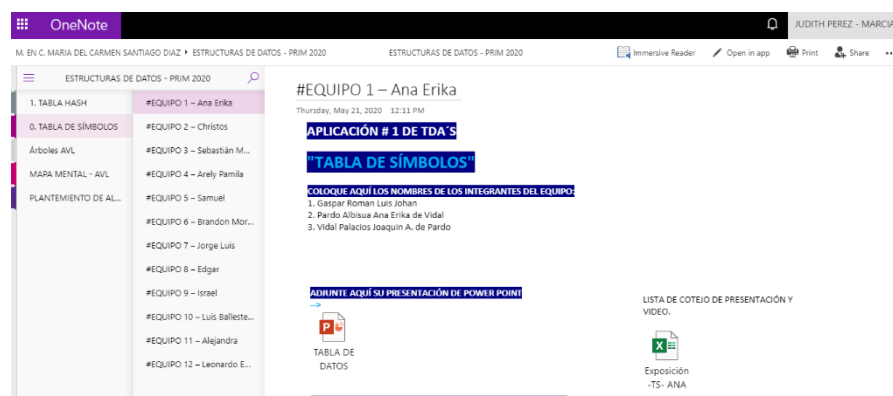 OneNote
JUDITH PEREZ - MARCIA
M. EN C. MARIA DEL CARMEN SANTIAGO DIAZ ▸ ESTRUCTURAS DE DATOS - PRIM 2020
ESTRUCTURAS DE DATOS - PRIM 2020
Immersive Reader
Open in app
Print
Share
ESTRUCTURAS DE DATOS - PRIM 2020
1. TABLA HASH
0. TABLA DE SÍMBOLOS
Árboles AVL
MAPA MENTAL - AVL
PLANTEMIENTO DE AL...
#EQUIPO 1 – Ana Erika
#EQUIPO 2 – Christos
#EQUIPO 3 – Sebastián M...
#EQUIPO 4 – Arely Pamila
#EQUIPO 5 – Samuel
#EQUIPO 6 – Brandon Mor...
#EQUIPO 7 – Jorge Luis
#EQUIPO 8 – Edgar
#EQUIPO 9 – Israel
#EQUIPO 10 – Luis Balleste...
#EQUIPO 11 – Alejandra
#EQUIPO 12 – Leonardo E...
#EQUIPO 1 – Ana Erika
Thursday, May 21, 2020 12:11 PM
APLICACIÓN # 1 DE TDA´S
"TABLA DE SÍMBOLOS"
COLOQUE AQUÍ LOS NOMBRES DE LOS INTEGRANTES DEL EQUIPO:
1. Gaspar Roman Luis Johan
2. Pardo Albisua Ana Erika de Vidal
3. Vidal Palacios Joaquin A. de Pardo
ADJUNTE AQUÍ SU PRESENTACIÓN DE POWER POINT
-->
TABLA DE
DATOS
LISTA DE COTEJO DE PRESENTACIÓN Y
VIDEO.
Exposición
-TS- ANA